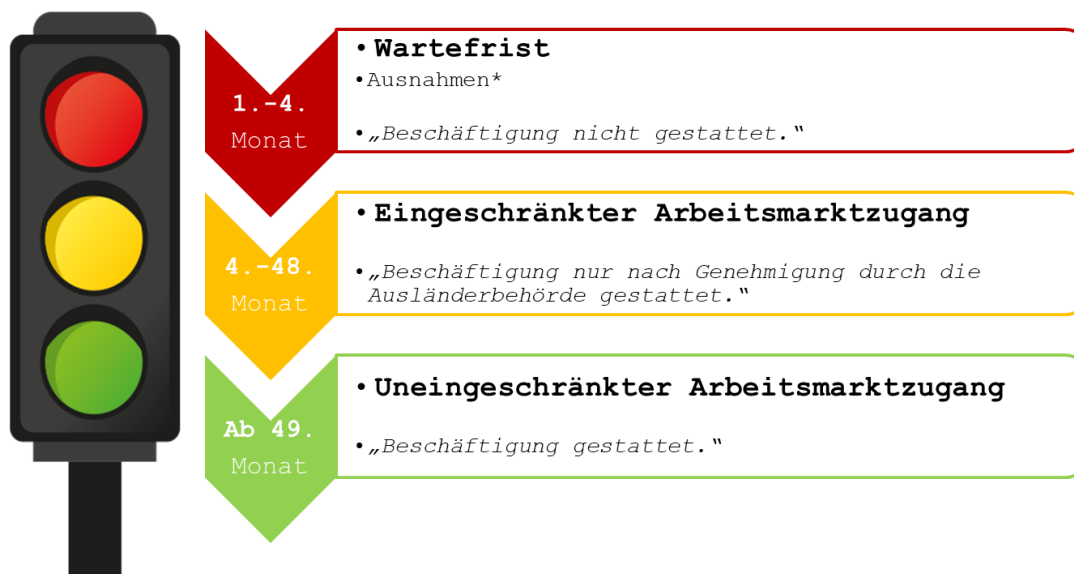 • Wartefrist
• Ausnahmen*
1.-4.
Monat
• „Beschäftigung nicht gestattet.“
• Eingeschränkter Arbeitsmarktzugang
4.-48.
Monat
• „Beschäftigung nur nach Genehmigung durch die
Ausländerbehörde gestattet.“
• Uneingeschränkter Arbeitsmarktzugang
Ab 49.
Monat
• „Beschäftigung gestattet.“